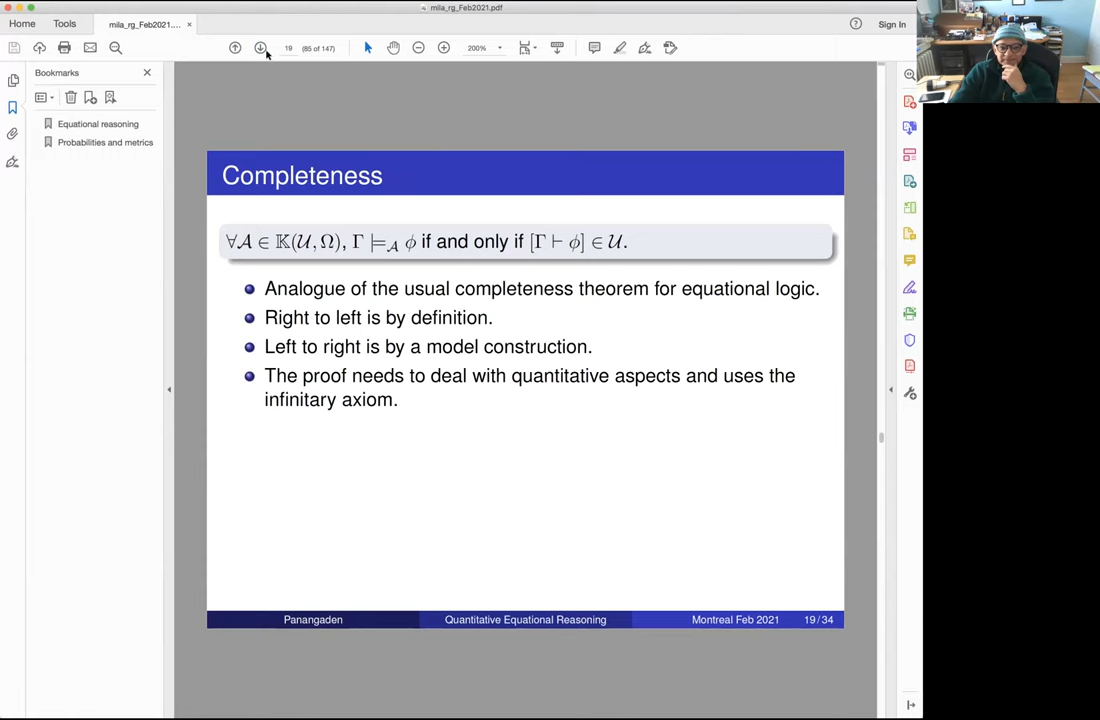 mila_rg_Feb2021.pdf
Home
Tools
mila_rg_Feb2021.... ×
Sign In
19 (85 of 147)
200%
Bookmarks
Equational reasoning
Probabilities and metrics
Completeness
∀𝒜 ∈ 𝕂(𝒰, Ω), Γ ⊨_𝒜 ϕ if and only if [Γ ⊢ ϕ] ∈ 𝒰.
Analogue of the usual completeness theorem for equational logic.
Right to left is by definition.
Left to right is by a model construction.
The proof needs to deal with quantitative aspects and uses the
infinitary axiom.
Panangaden
Quantitative Equational Reasoning
Montreal Feb 2021
19 / 34